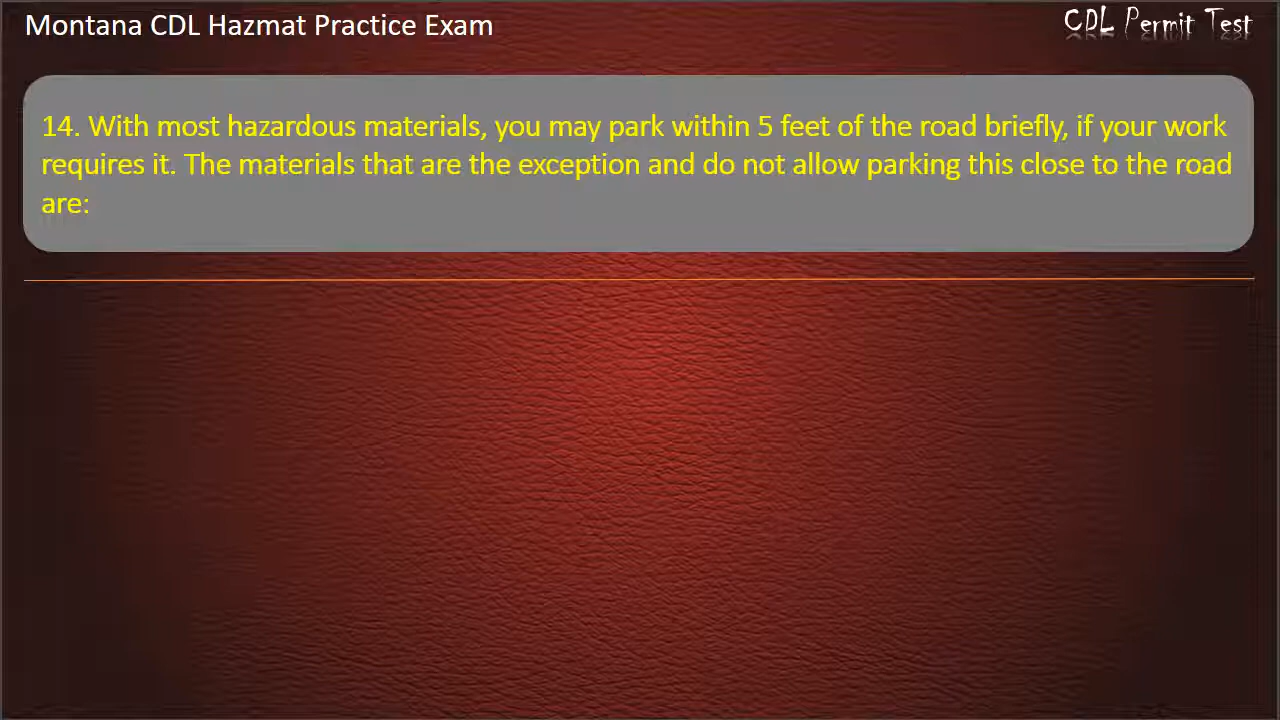 Montana CDL Hazmat Practice Exam
CDL Permit Test
14. With most hazardous materials, you may park within 5 feet of the road briefly, if your work
requires it. The materials that are the exception and do not allow parking this close to the road
are: